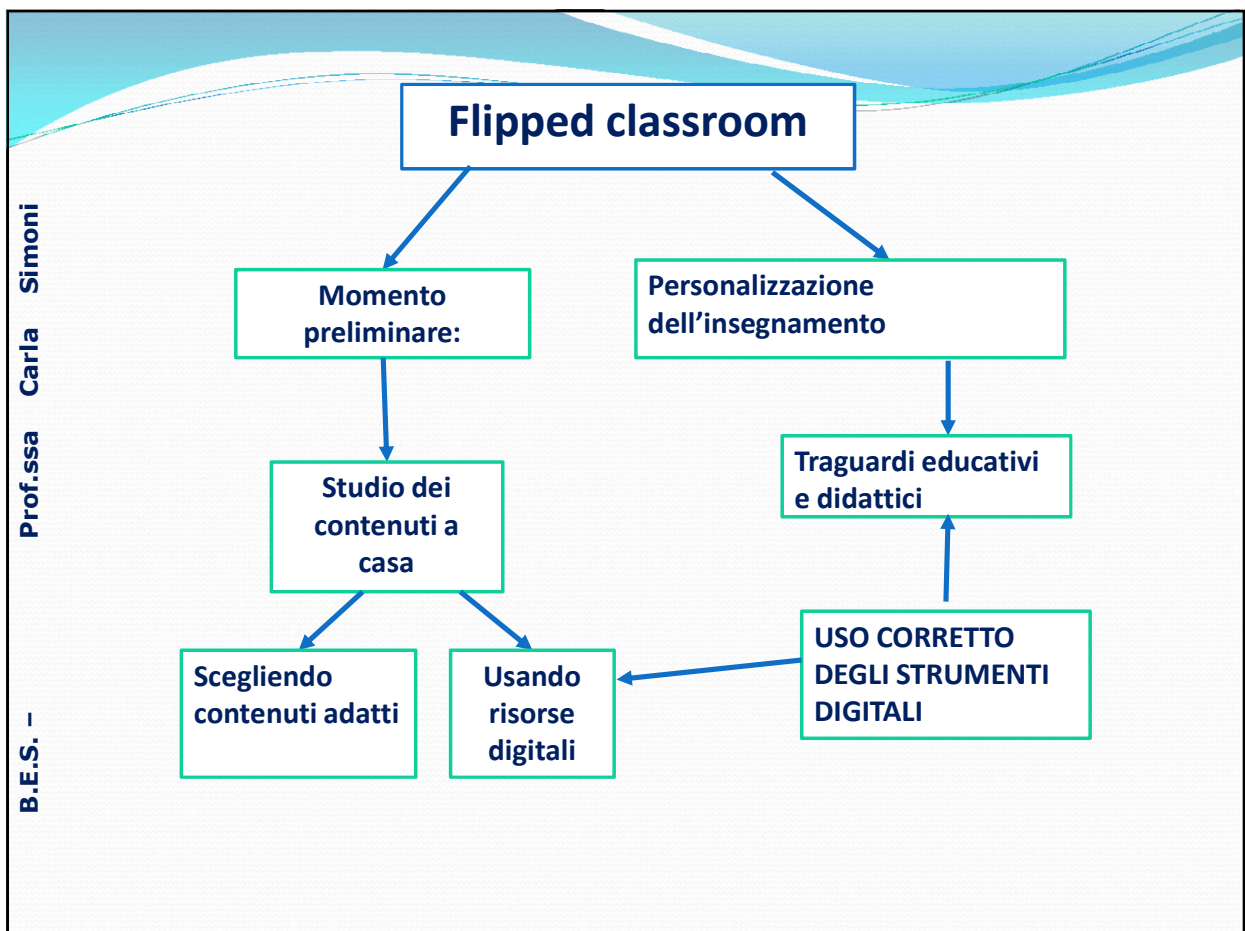 Flipped classroom
Momento
preliminare:
Personalizzazione
dell’insegnamento
Studio dei
contenuti a
casa
Traguardi educativi
e didattici
Scegliendo
contenuti adatti
Usando
risorse
digitali
USO CORRETTO
DEGLI STRUMENTI
DIGITALI
B.E.S. – Prof.ssa Carla Simoni